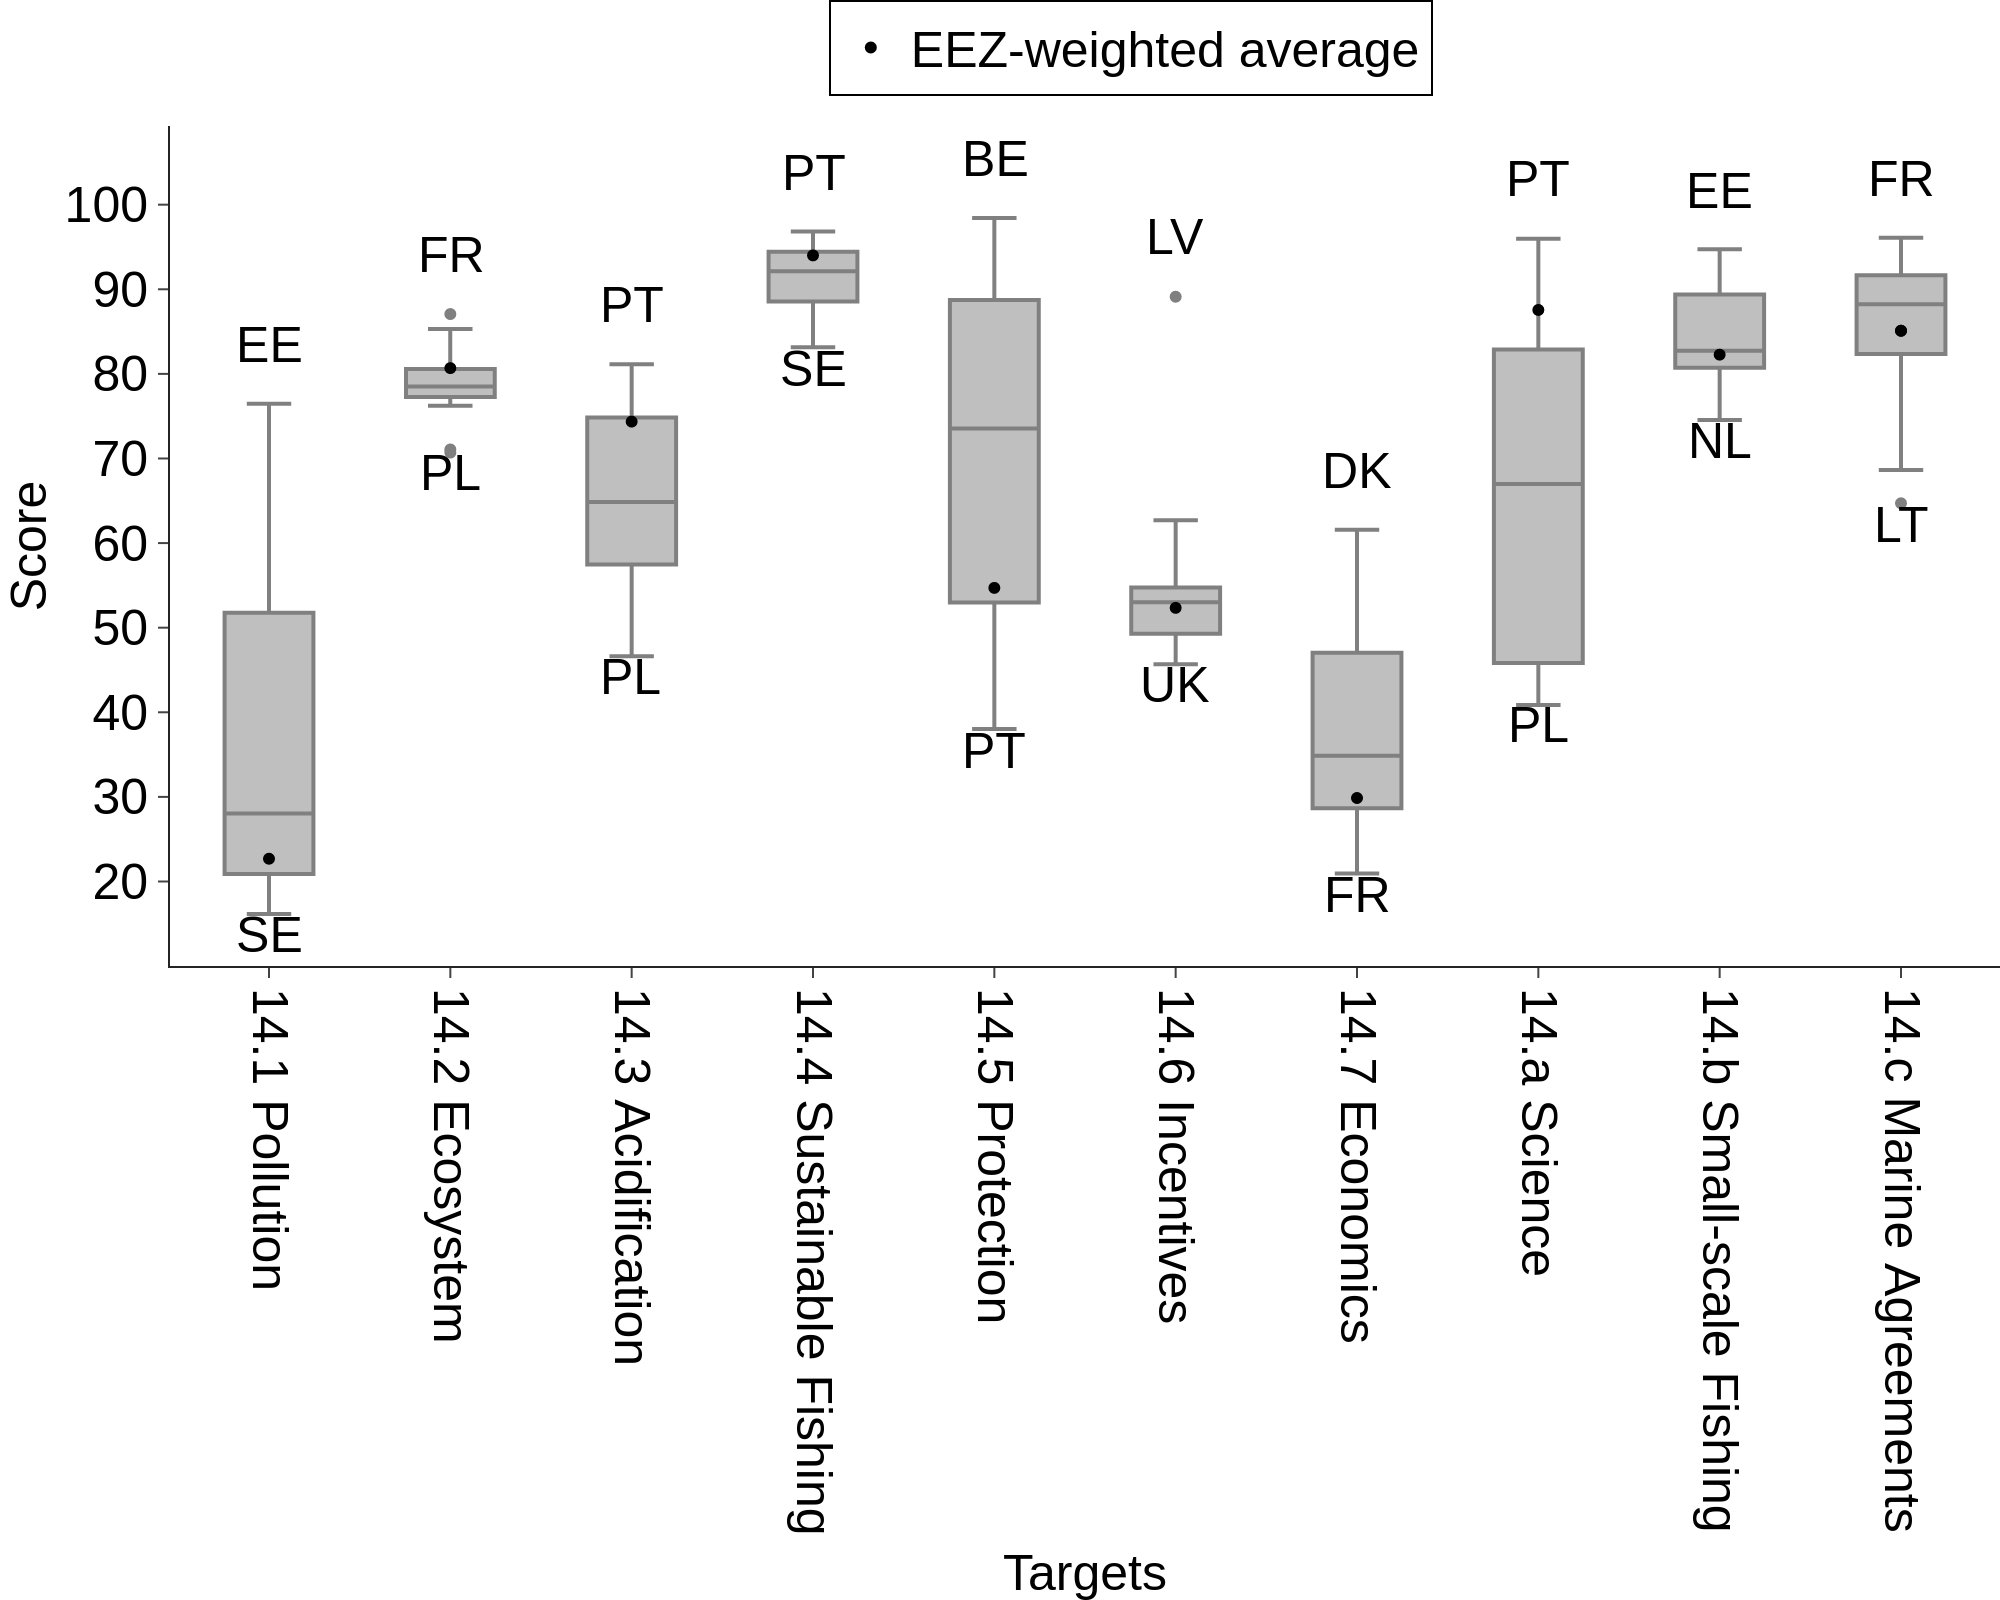 EEZ-weighted average
Score
100
90
80
70
60
50
40
30
20
EE
SE
FR
PL
PT
PL
PT
SE
BE
PT
LV
UK
DK
FR
PT
PL
EE
NL
FR
LT
14.1 Pollution
14.2 Ecosystem
14.3 Acidification
14.4 Sustainable Fishing
14.5 Protection
14.6 Incentives
14.7 Economics
14.a Science
14.b Small-scale Fishing
14.c Marine Agreements
Targets